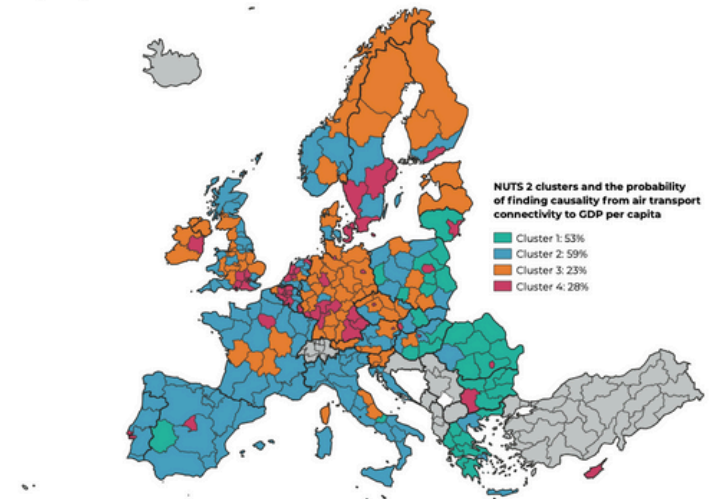 NUTS 2 clusters and the probability
of finding causality from air transport
connectivity to GDP per capita
Cluster 1: 53%
Cluster 2: 59%
Cluster 3: 23%
Cluster 4: 28%